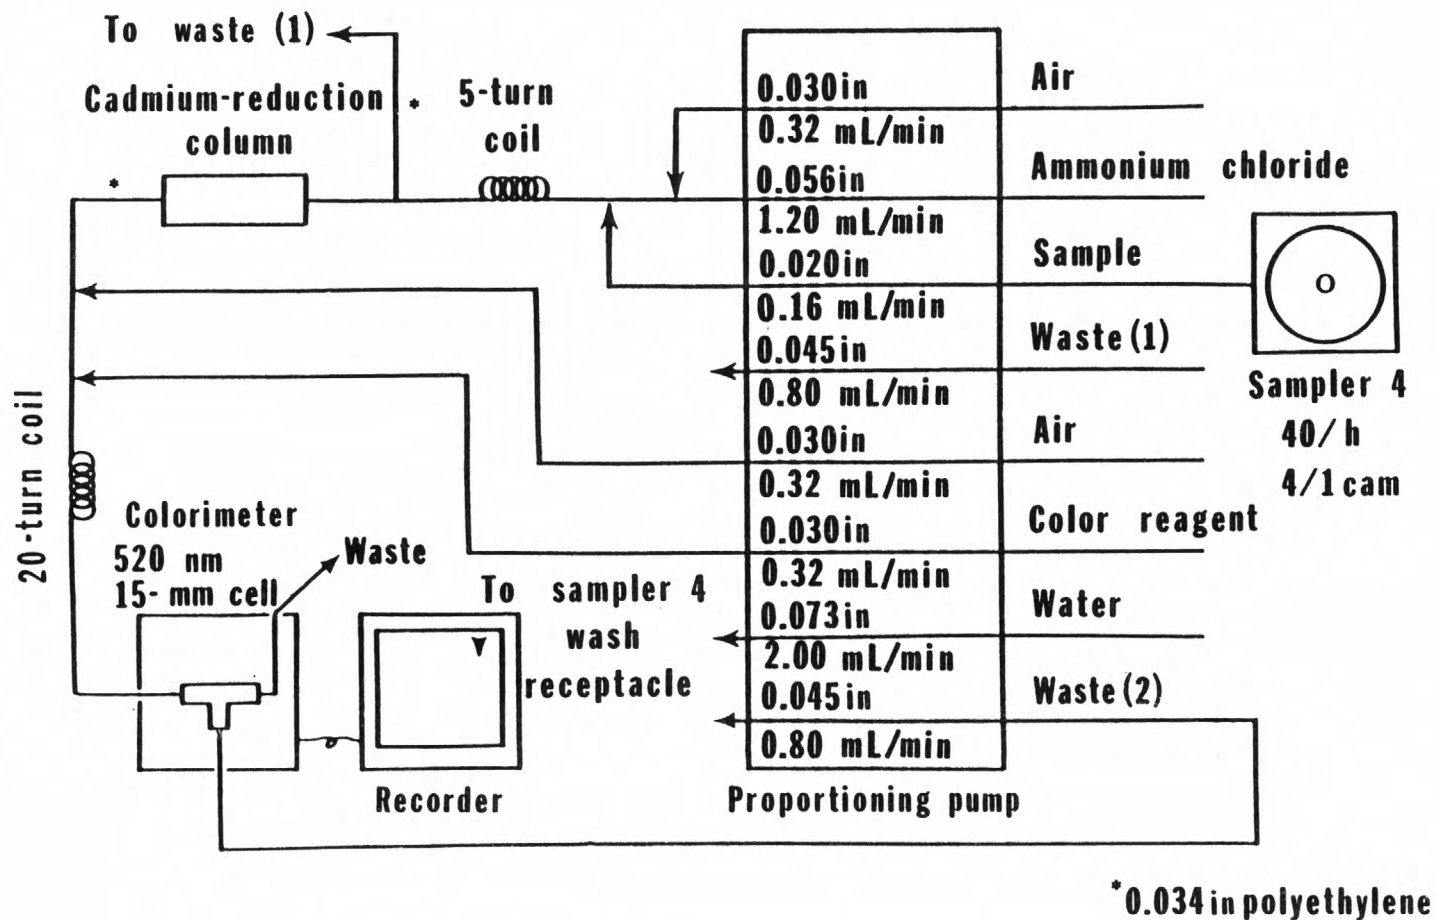 To waste (1)
Cadmium-reduction *
column
*
5-turn
coil
0.030in
0.32 mL/min
0.056in
1.20 mL/min
0.020in
0.16 mL/min
0.045in
0.80 mL/min
0.030in
0.32 mL/min
0.030in
0.32 mL/min
0.073in
2.00 mL/min
0.045in
0.80 mL/min
Proportioning pump
Air
Ammonium chloride
Sample
Waste (1)
Air
Color reagent
Water
Waste (2)
Sampler 4
40/h
4/1 cam
20-turn coil
Colorimeter
520 nm
15-mm cell
Waste
To sampler 4
wash
receptacle
Recorder
*0.034 in polyethylene